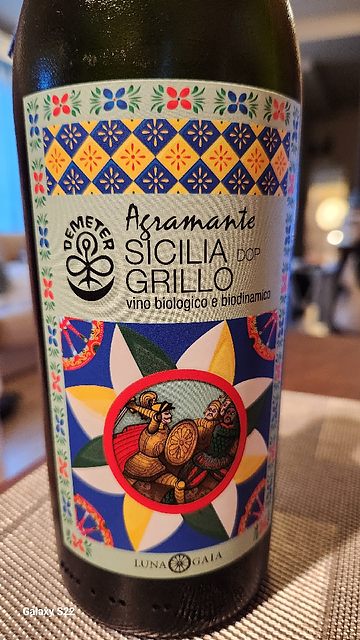 Agramante
DEMETER
SICILIA DOP
GRILLO
vino biologico e biodinamico
LUNA GAIA
Galaxy S22